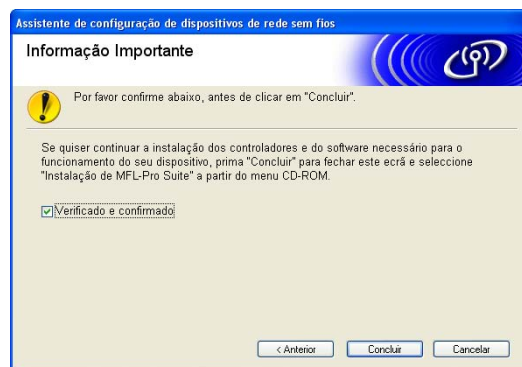 Assistente de configuração de dispositivos de rede sem fios
Informação Importante
Por favor confirme abaixo, antes de clicar em "Concluir".
Se quiser continuar a instalação dos controladores e do software necessário para o
funcionamento do seu dispositivo, prima "Concluir" para fechar este ecrã e seleccione
"Instalação de MFL-Pro Suite" a partir do menu CD-ROM.
Verificado e confirmado
< Anterior
Concluir
Cancelar